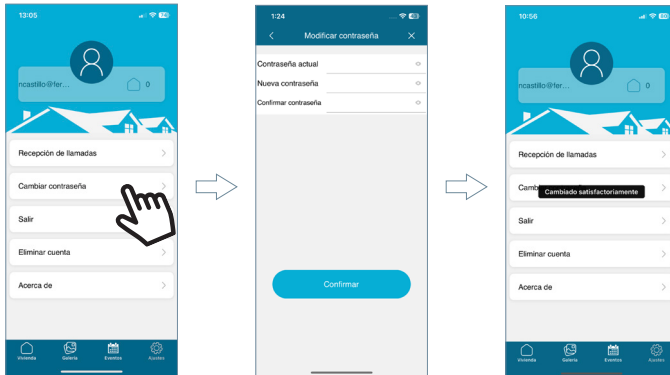 13:05
ncastillo@fer...
0
Recepción de llamadas
Cambiar contraseña
Salir
Eliminar cuenta
Acerca de
Vivienda
Galería
Eventos
Ajustes
1:24
Modificar contraseña
Contraseña actual
Nueva contraseña
Confirmar contraseña
Confirmar
10:56
ncastillo@fer...
0
Recepción de llamadas
Camb
Cambiado satisfactoriamente
Salir
Eliminar cuenta
Acerca de
Vivienda
Galería
Eventos
Ajustes